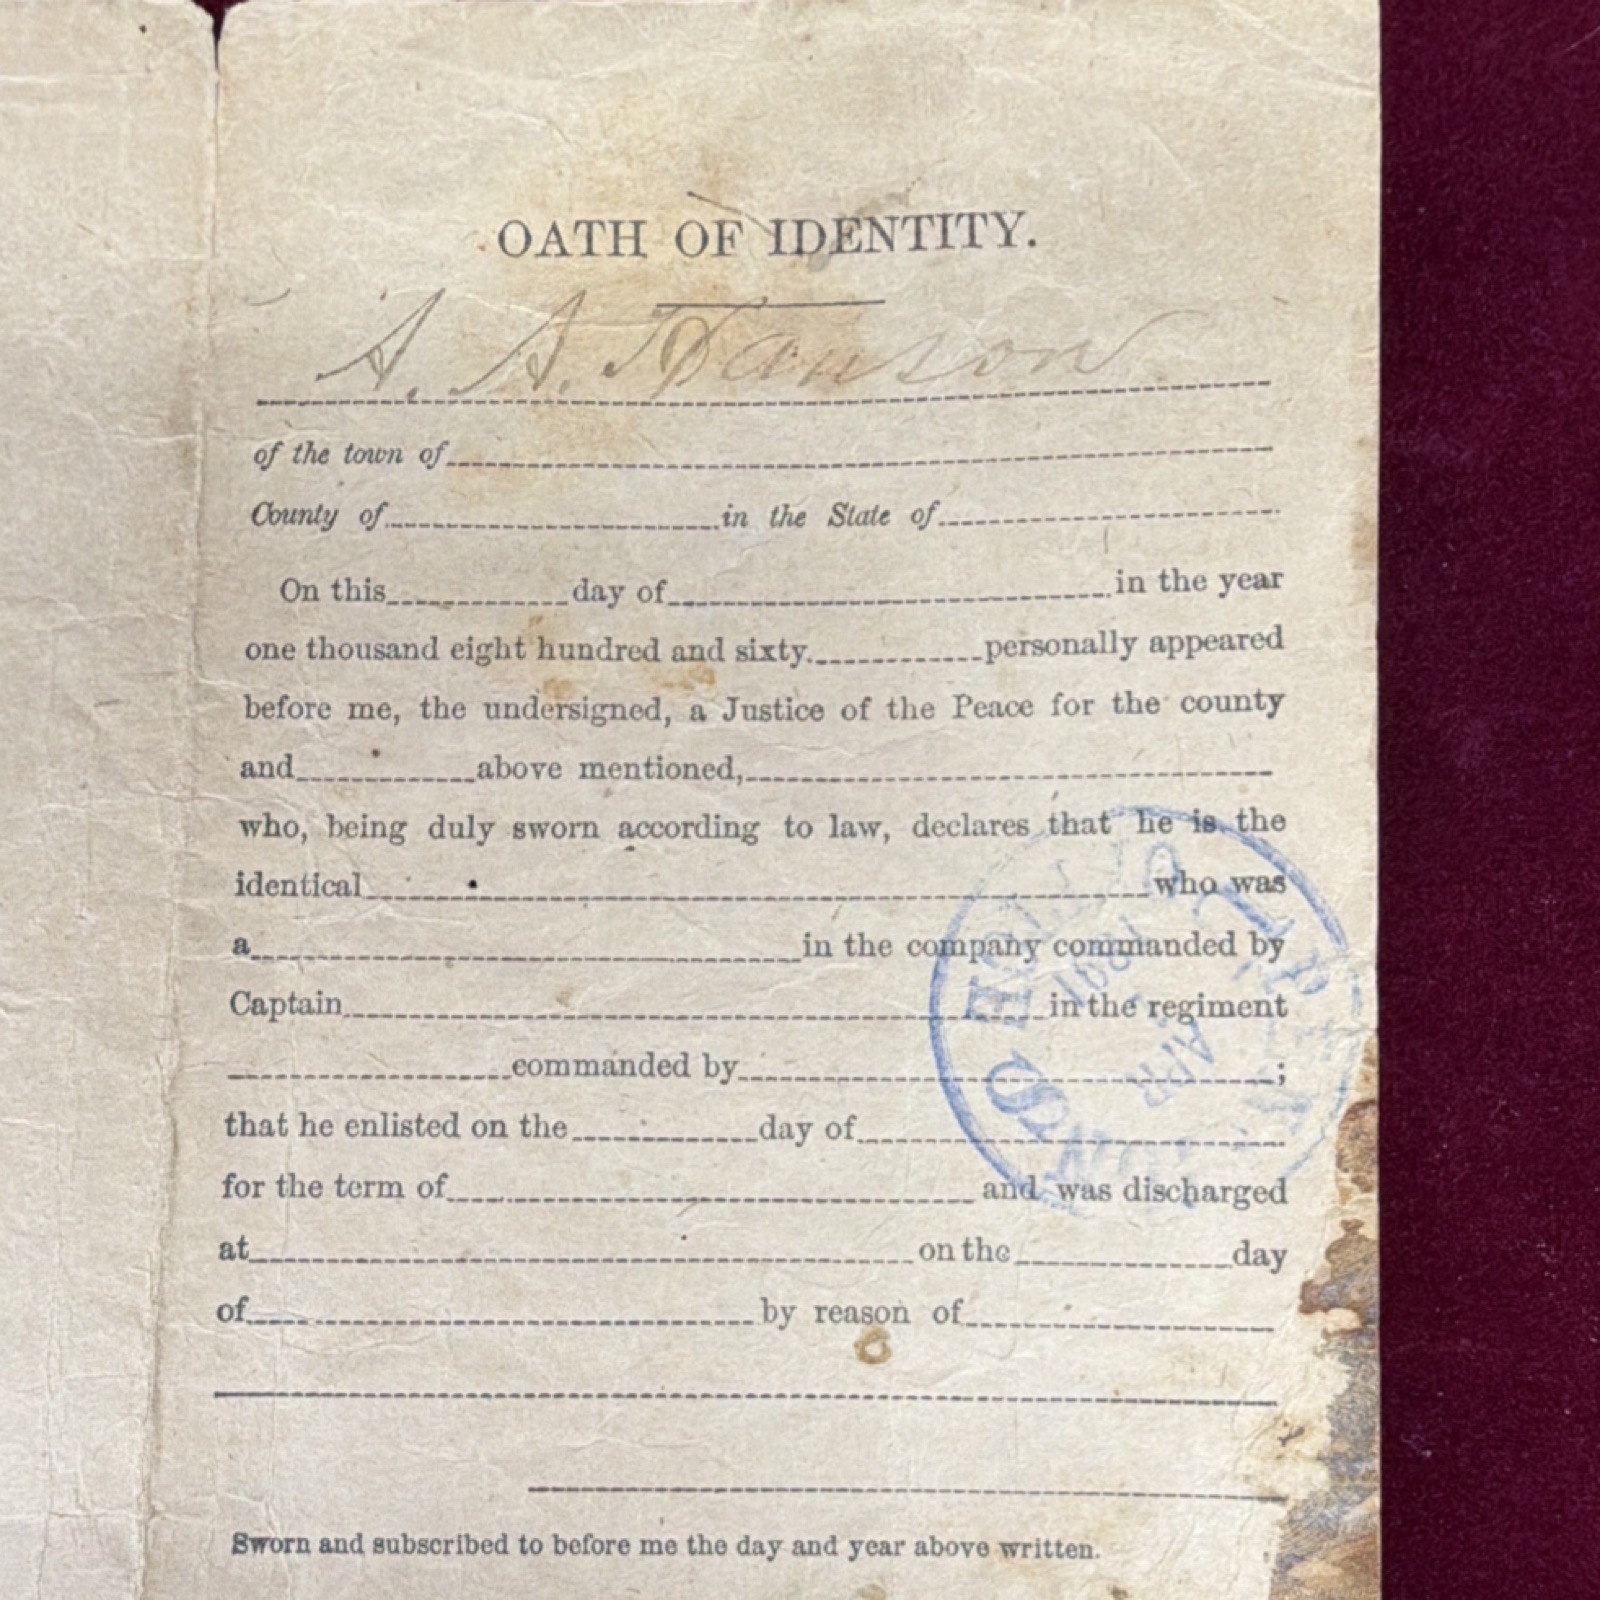 OATH OF IDENTITY.
A. A. Hanson
of the town of
County of in the State of
On this day of in the year
one thousand eight hundred and sixty personally appeared
before me, the undersigned, a Justice of the Peace for the county
and above mentioned,
who, being duly sworn according to law, declares that he is the
identical who was
a in the company commanded by
Captain in the regiment
commanded by ;
that he enlisted on the day of
for the term of and was discharged
at on the day
of by reason of
Sworn and subscribed to before me the day and year above written.
APR